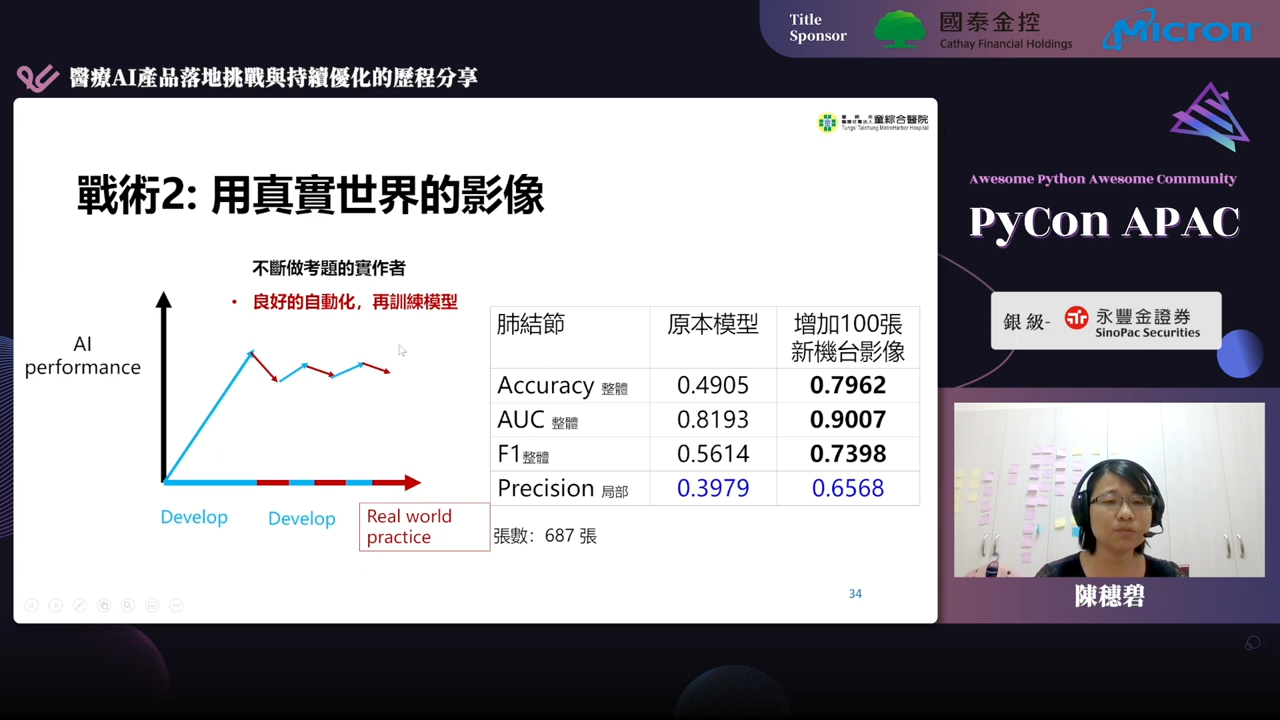 Title
Sponsor
國泰金控
Cathay Financial Holdings
Micron
醫療AI產品落地挑戰與持續優化的歷程分享
童綜合醫院
Tungs' Taichung MetroHarbor Hospital
戰術2: 用真實世界的影像
不斷做考題的實作者
• 良好的自動化，再訓練模型
AI
performance
Develop
Develop
Real world
practice
肺結節 原本模型 增加100張
新機台影像
Accuracy 整體 0.4905 0.7962
AUC 整體 0.8193 0.9007
F1整體 0.5614 0.7398
Precision 局部 0.3979 0.6568
張數：687 張
34
Awesome Python Awesome Community
PyCon APAC
銀級-
永豐金證券
SinoPac Securities
陳穗碧